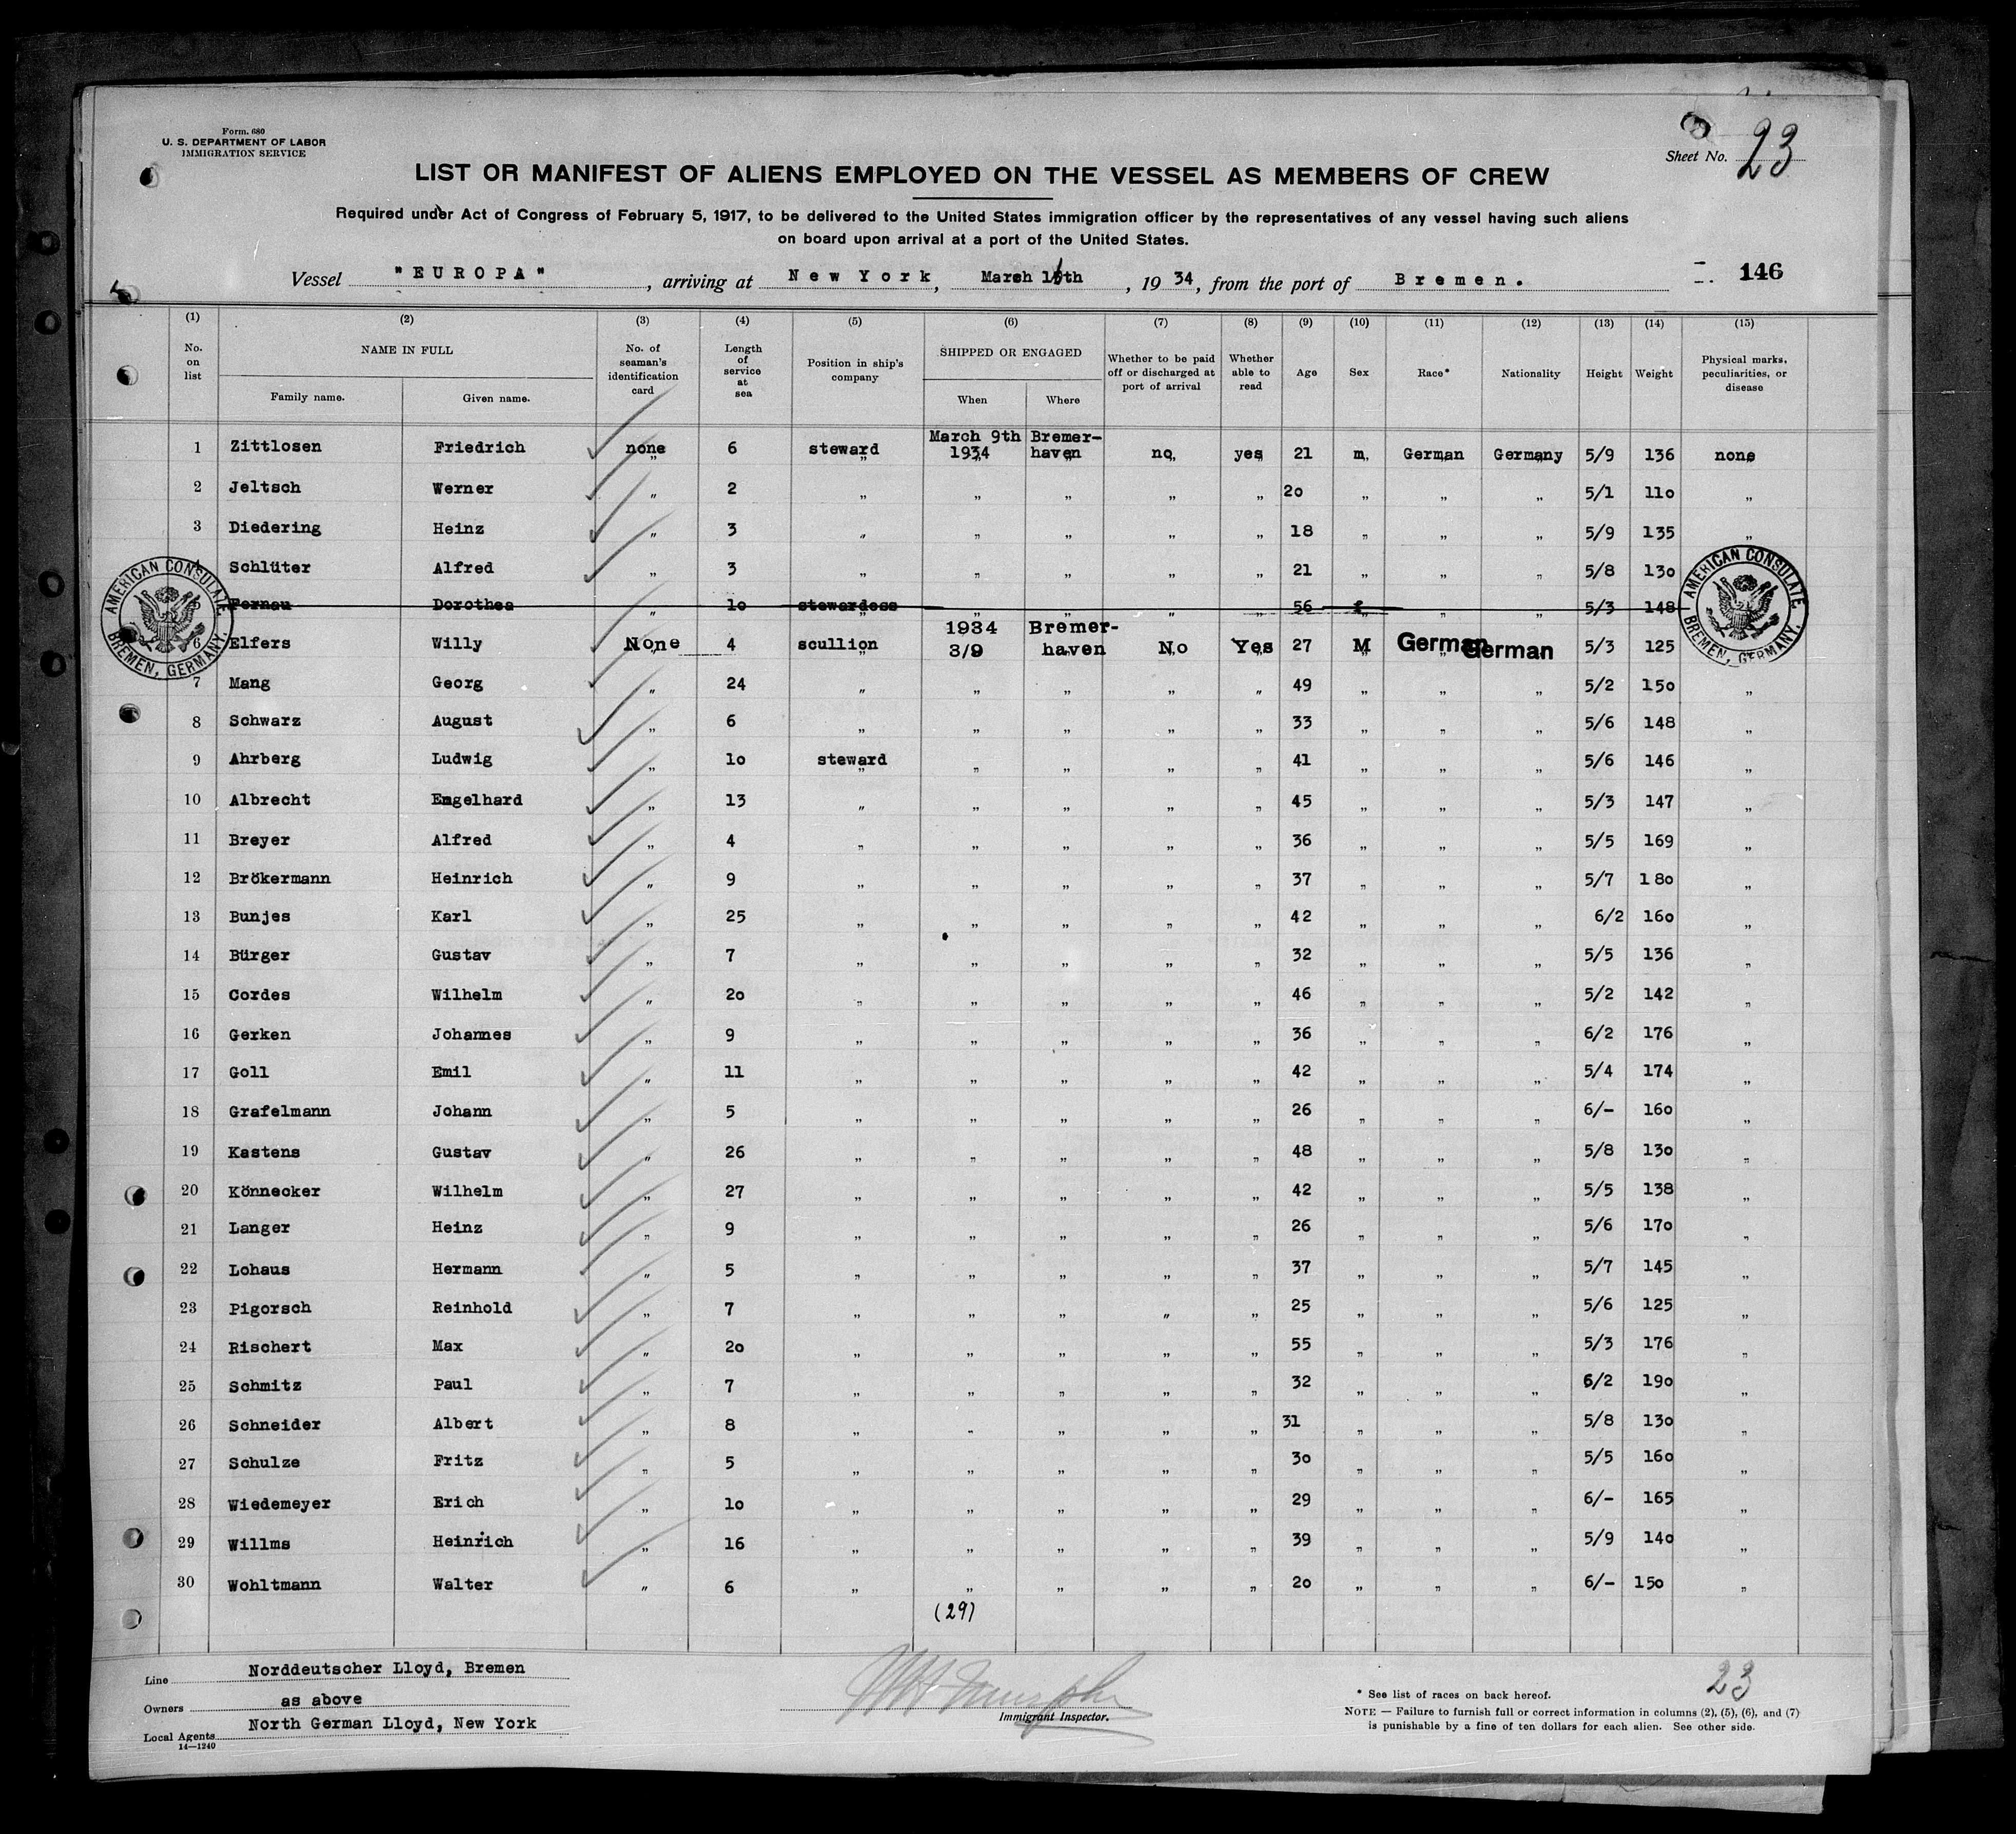 Form. 680
U. S. DEPARTMENT OF LABOR
IMMIGRATION SERVICE
Sheet No. 23
LIST OR MANIFEST OF ALIENS EMPLOYED ON THE VESSEL AS MEMBERS OF CREW
Required under Act of Congress of February 5, 1917, to be delivered to the United States immigration officer by the representatives of any vessel having such aliens
on board upon arrival at a port of the United States.
Vessel "EUROPA", arriving at New York, March 16th, 1934, from the port of Bremen. 146
(1) (2) (3) (4) (5) (6) (7) (8) (9) (10) (11) (12) (13) (14) (15)
No. on list NAME IN FULL Family name. Given name. No. of seaman's identification card Length of service at sea Position in ship's company SHIPPED OR ENGAGED When Where Whether to be paid off or discharged at port of arrival Whether able to read Age Sex Race* Nationality Height Weight Physical marks, peculiarities, or disease
1 Zittlosen Friedrich none 6 steward March 9th 1934 Bremerhaven no yes 21 m German Germany 5/9 136 none
2 Jeltsch Werner " 2 " " " " " 20 " " " 5/1 110 "
3 Diedering Heinz " 3 " " " " " 18 " " " 5/9 135 "
4 Schlüter Alfred " 3 " " " " " 21 " " " 5/8 130
5 Fernau Dorothea " 10 stewardess " " " " 56 f " " 5/3 148
6 Elfers Willy None 4 scullion 1934 3/9 Bremerhaven No Yes 27 M German German 5/3 125
7 Mang Georg " 24 " " " " " 49 " " " 5/2 150 "
8 Schwarz August " 6 " " " " " 33 " " " 5/6 148 "
9 Ahrberg Ludwig " 10 steward " " " " 41 " " " 5/6 146 "
10 Albrecht Engelhard " 13 " " " " " 45 " " " 5/3 147 "
11 Breyer Alfred " 4 " " " " " 36 " " " 5/5 169 "
12 Brökermann Heinrich " 9 " " " " " 37 " " " 5/7 180 "
13 Bunjes Karl " 25 " " " " " 42 " " " 6/2 160 "
14 Bürger Gustav " 7 " " " " " 32 " " " 5/5 136 "
15 Cordes Wilhelm " 20 " " " " " 46 " " " 5/2 142 "
16 Gerken Johannes " 9 " " " " " 36 " " " 6/2 176 "
17 Goll Emil " 11 " " " " " 42 " " " 5/4 174 "
18 Grafelmann Johann " 5 " " " " " 26 " " " 6/- 160 "
19 Kastens Gustav " 26 " " " " " 48 " " " 5/8 130 "
20 Könnecker Wilhelm " 27 " " " " " 42 " " " 5/5 138 "
21 Langer Heinz " 9 " " " " " 26 " " " 5/6 170 "
22 Lohaus Hermann " 5 " " " " " 37 " " " 5/7 145 "
23 Pigorsch Reinhold " 7 " " " " " 25 " " " 5/6 125 "
24 Rischert Max " 20 " " " " " 55 " " " 5/3 176 "
25 Schmitz Paul " 7 " " " " " 32 " " " 6/2 190 "
26 Schneider Albert " 8 " " " " " 31 " " " 5/8 130 "
27 Schulze Fritz " 5 " " " " " 30 " " " 5/5 160 "
28 Wiedemeyer Erich " 10 " " " " " 29 " " " 6/- 165 "
29 Willms Heinrich " 16 " " " " " 39 " " " 5/9 140 "
30 Wohltmann Walter " 6 " " " " " 20 " " " 6/- 150 "
(29)
AMERICAN CONSULATE, BREMEN, GERMANY.
AMERICAN CONSULATE, BREMEN, GERMANY.
Line Norddeutscher Lloyd, Bremen
Owners as above
Local Agents North German Lloyd, New York
14—1240
Immigrant Inspector.
* See list of races on back hereof. 23
NOTE — Failure to furnish full or correct information in columns (2), (5), (6), and (7)
is punishable by a fine of ten dollars for each alien. See other side.